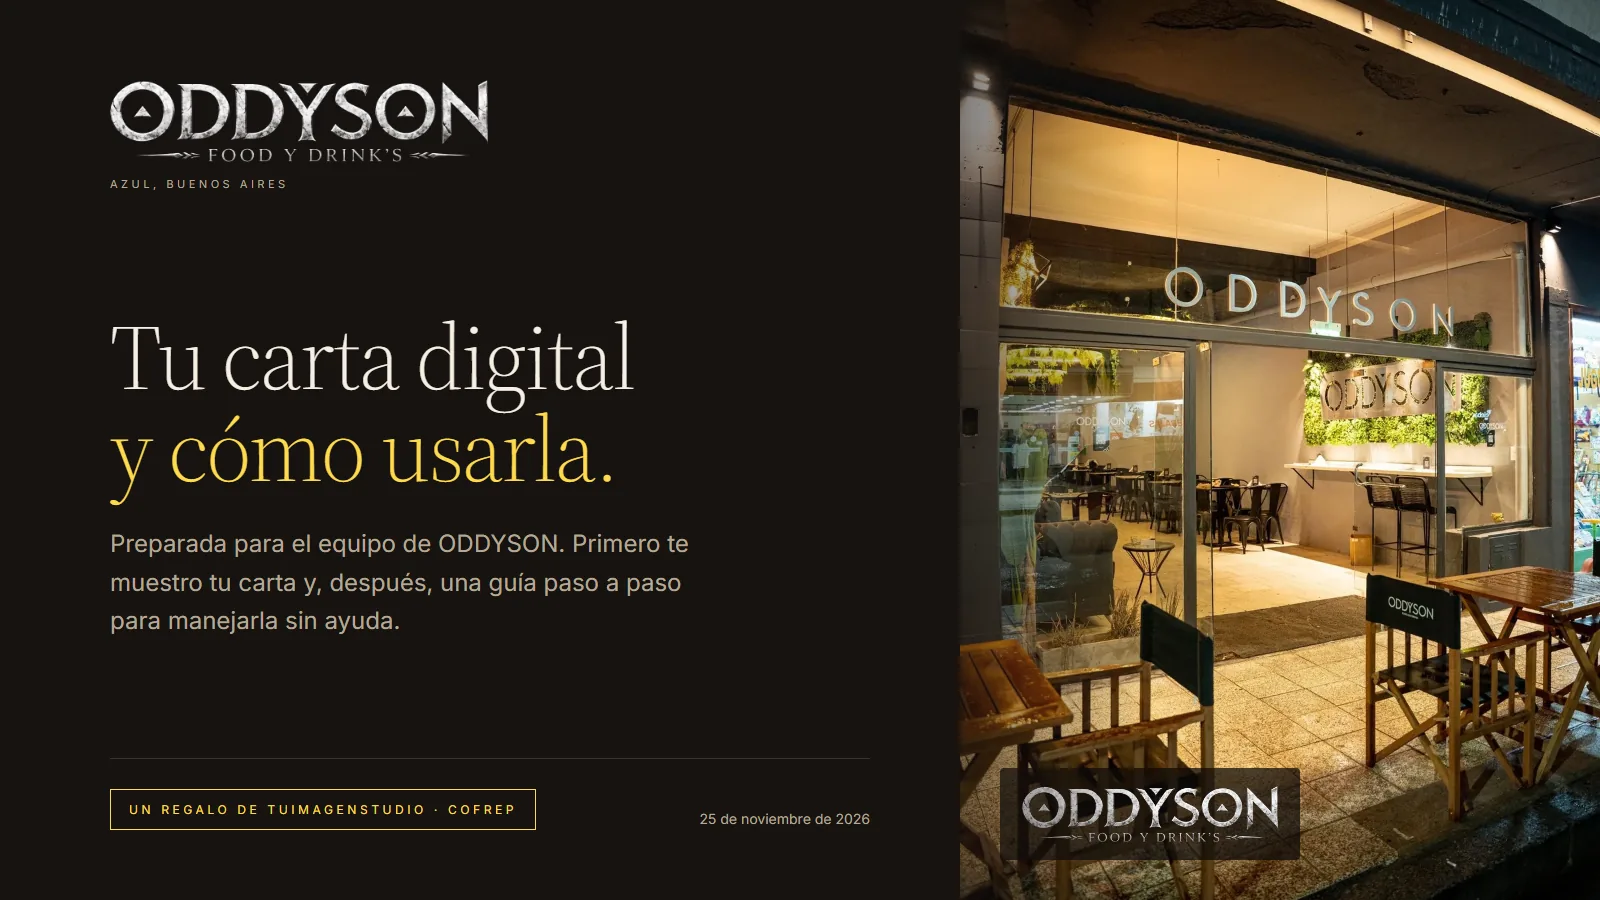 ODDYSON
FOOD Y DRINK'S
AZUL, BUENOS AIRES
Tu carta digital
y cómo usarla.
Preparada para el equipo de ODDYSON. Primero te
muestro tu carta y, después, una guía paso a paso
para manejarla sin ayuda.
UN REGALO DE TUIMAGENSTUDIO · COFREP
25 de noviembre de 2026
ODDYSON
ODDYSON
ODDYSON
ODDYSON
ODDYSON
FOOD Y DRINK'S